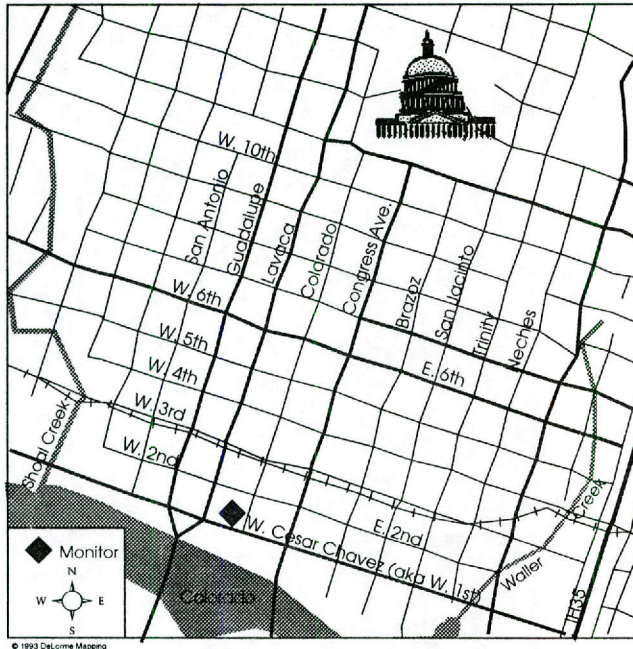 W. 10th
San Antonio
Guadalupe
Lavaca
Colorado
Congress Ave.
Brazoz
San Jacinto
Trinity
Neches
W. 6th
W. 5th
W. 4th
W. 3rd
W. 2nd
E. 6th
Shoal Creek
E. 2nd
W. Cesar Chavez (aka W. 1st)
Waller
Creek
IH35
Colorado
Monitor
N
W E
S
© 1993 DeLorme Mapping